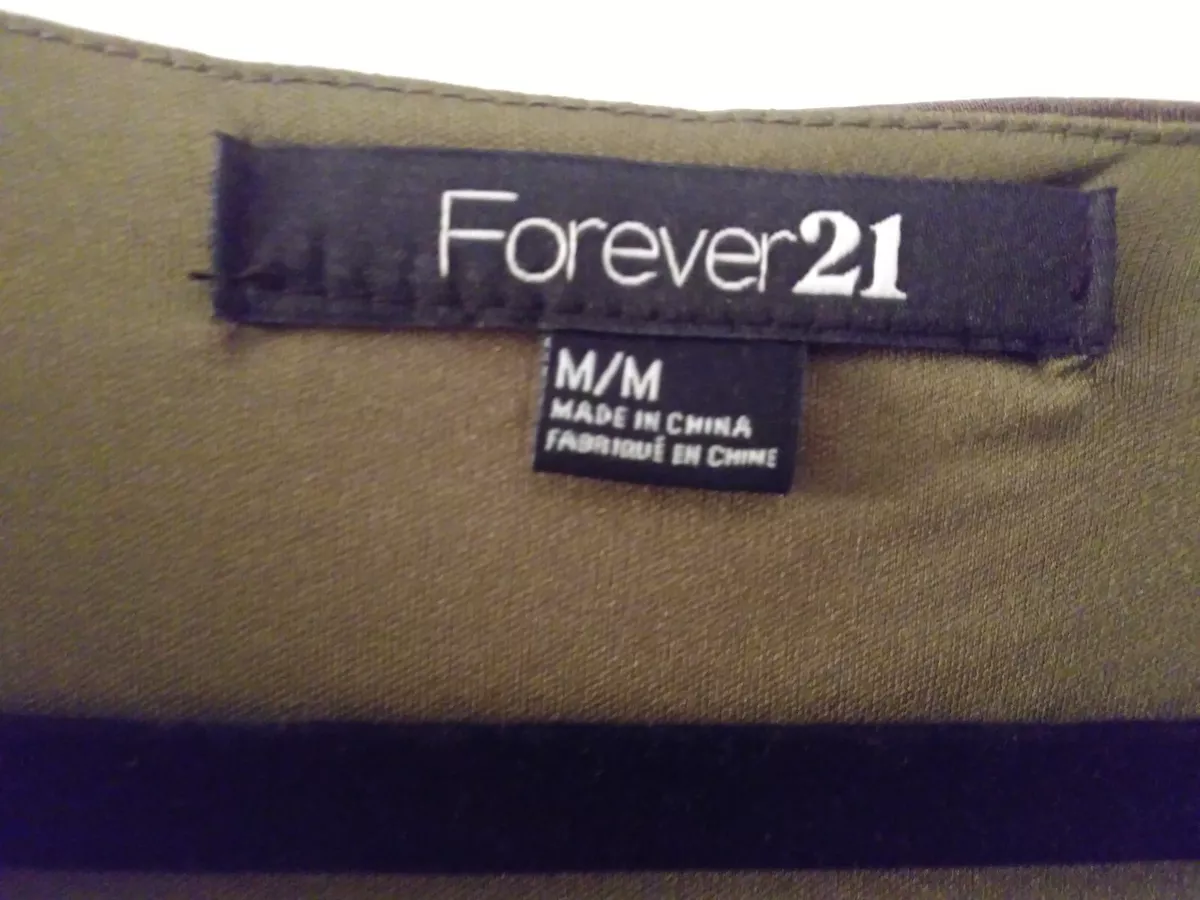 Forever21
M/M
MADE IN CHINA
FABRIQUÉ EN CHINE